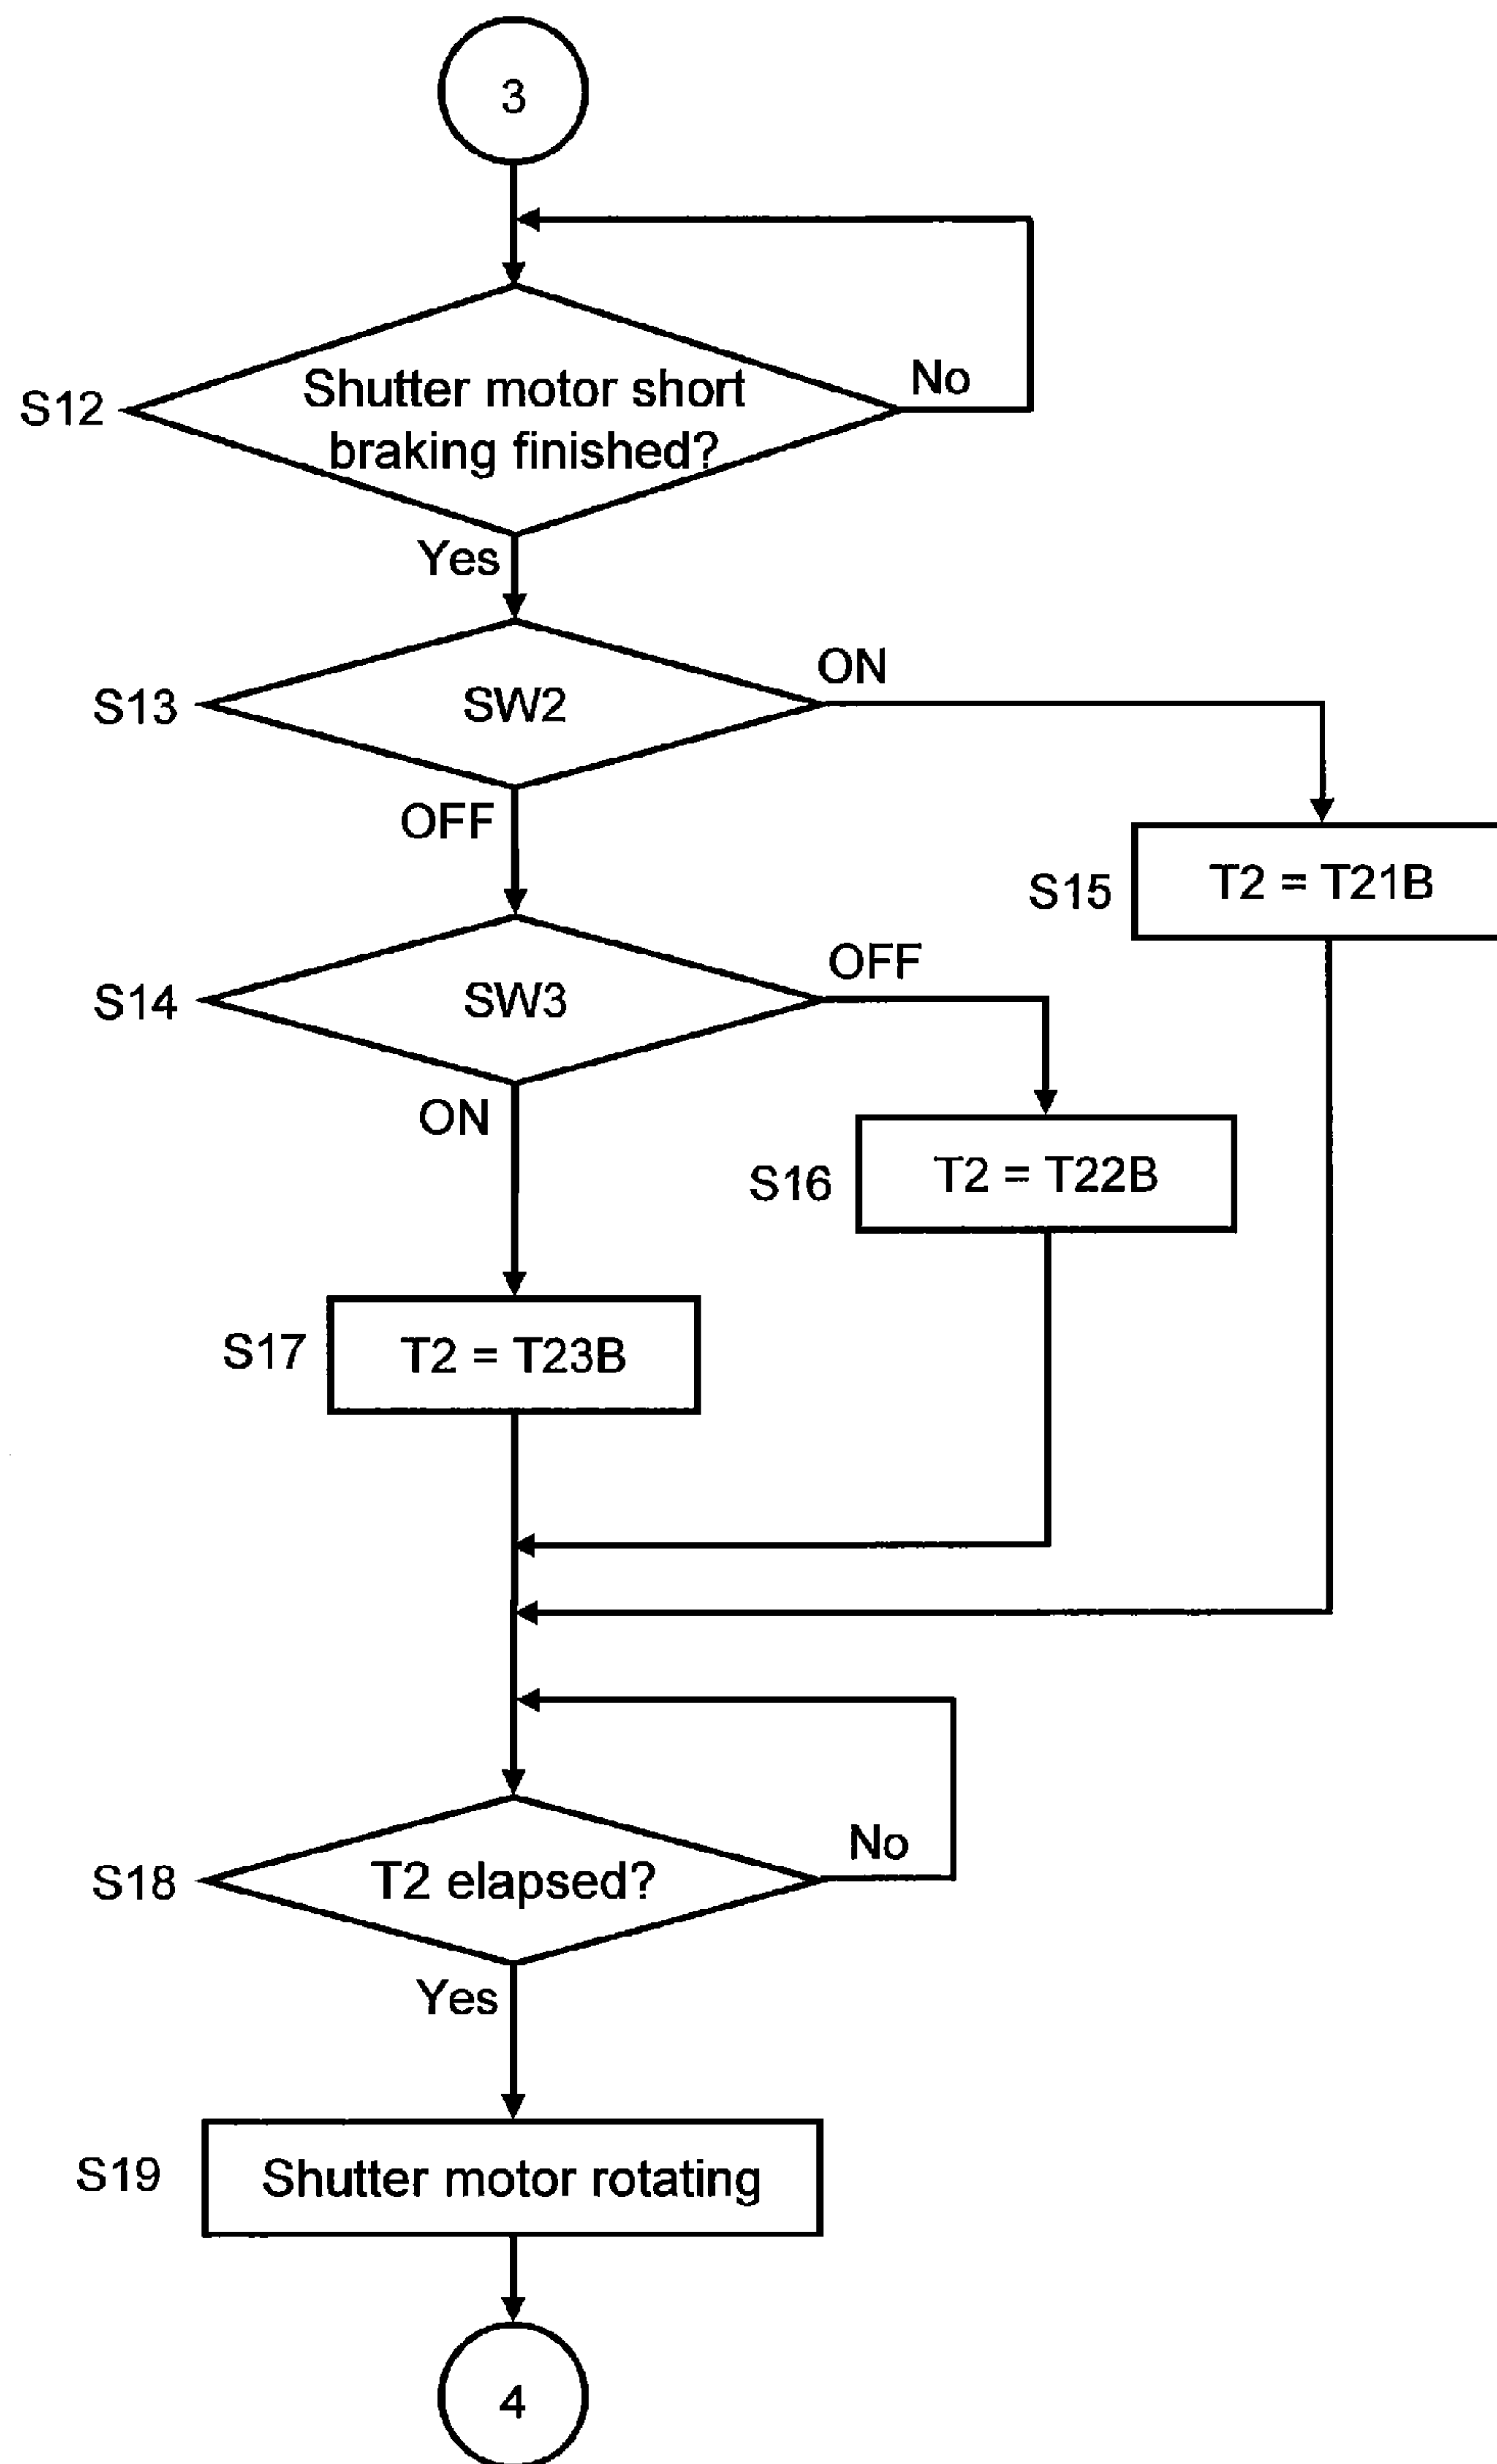 3
No
S12
Shutter motor short
braking finished?
Yes
ON
S13
SW2
OFF
S15
T2 = T21B
OFF
S14
SW3
ON
S16
T2 = T22B
S17
T2 = T23B
No
S18
T2 elapsed?
Yes
S19
Shutter motor rotating
4